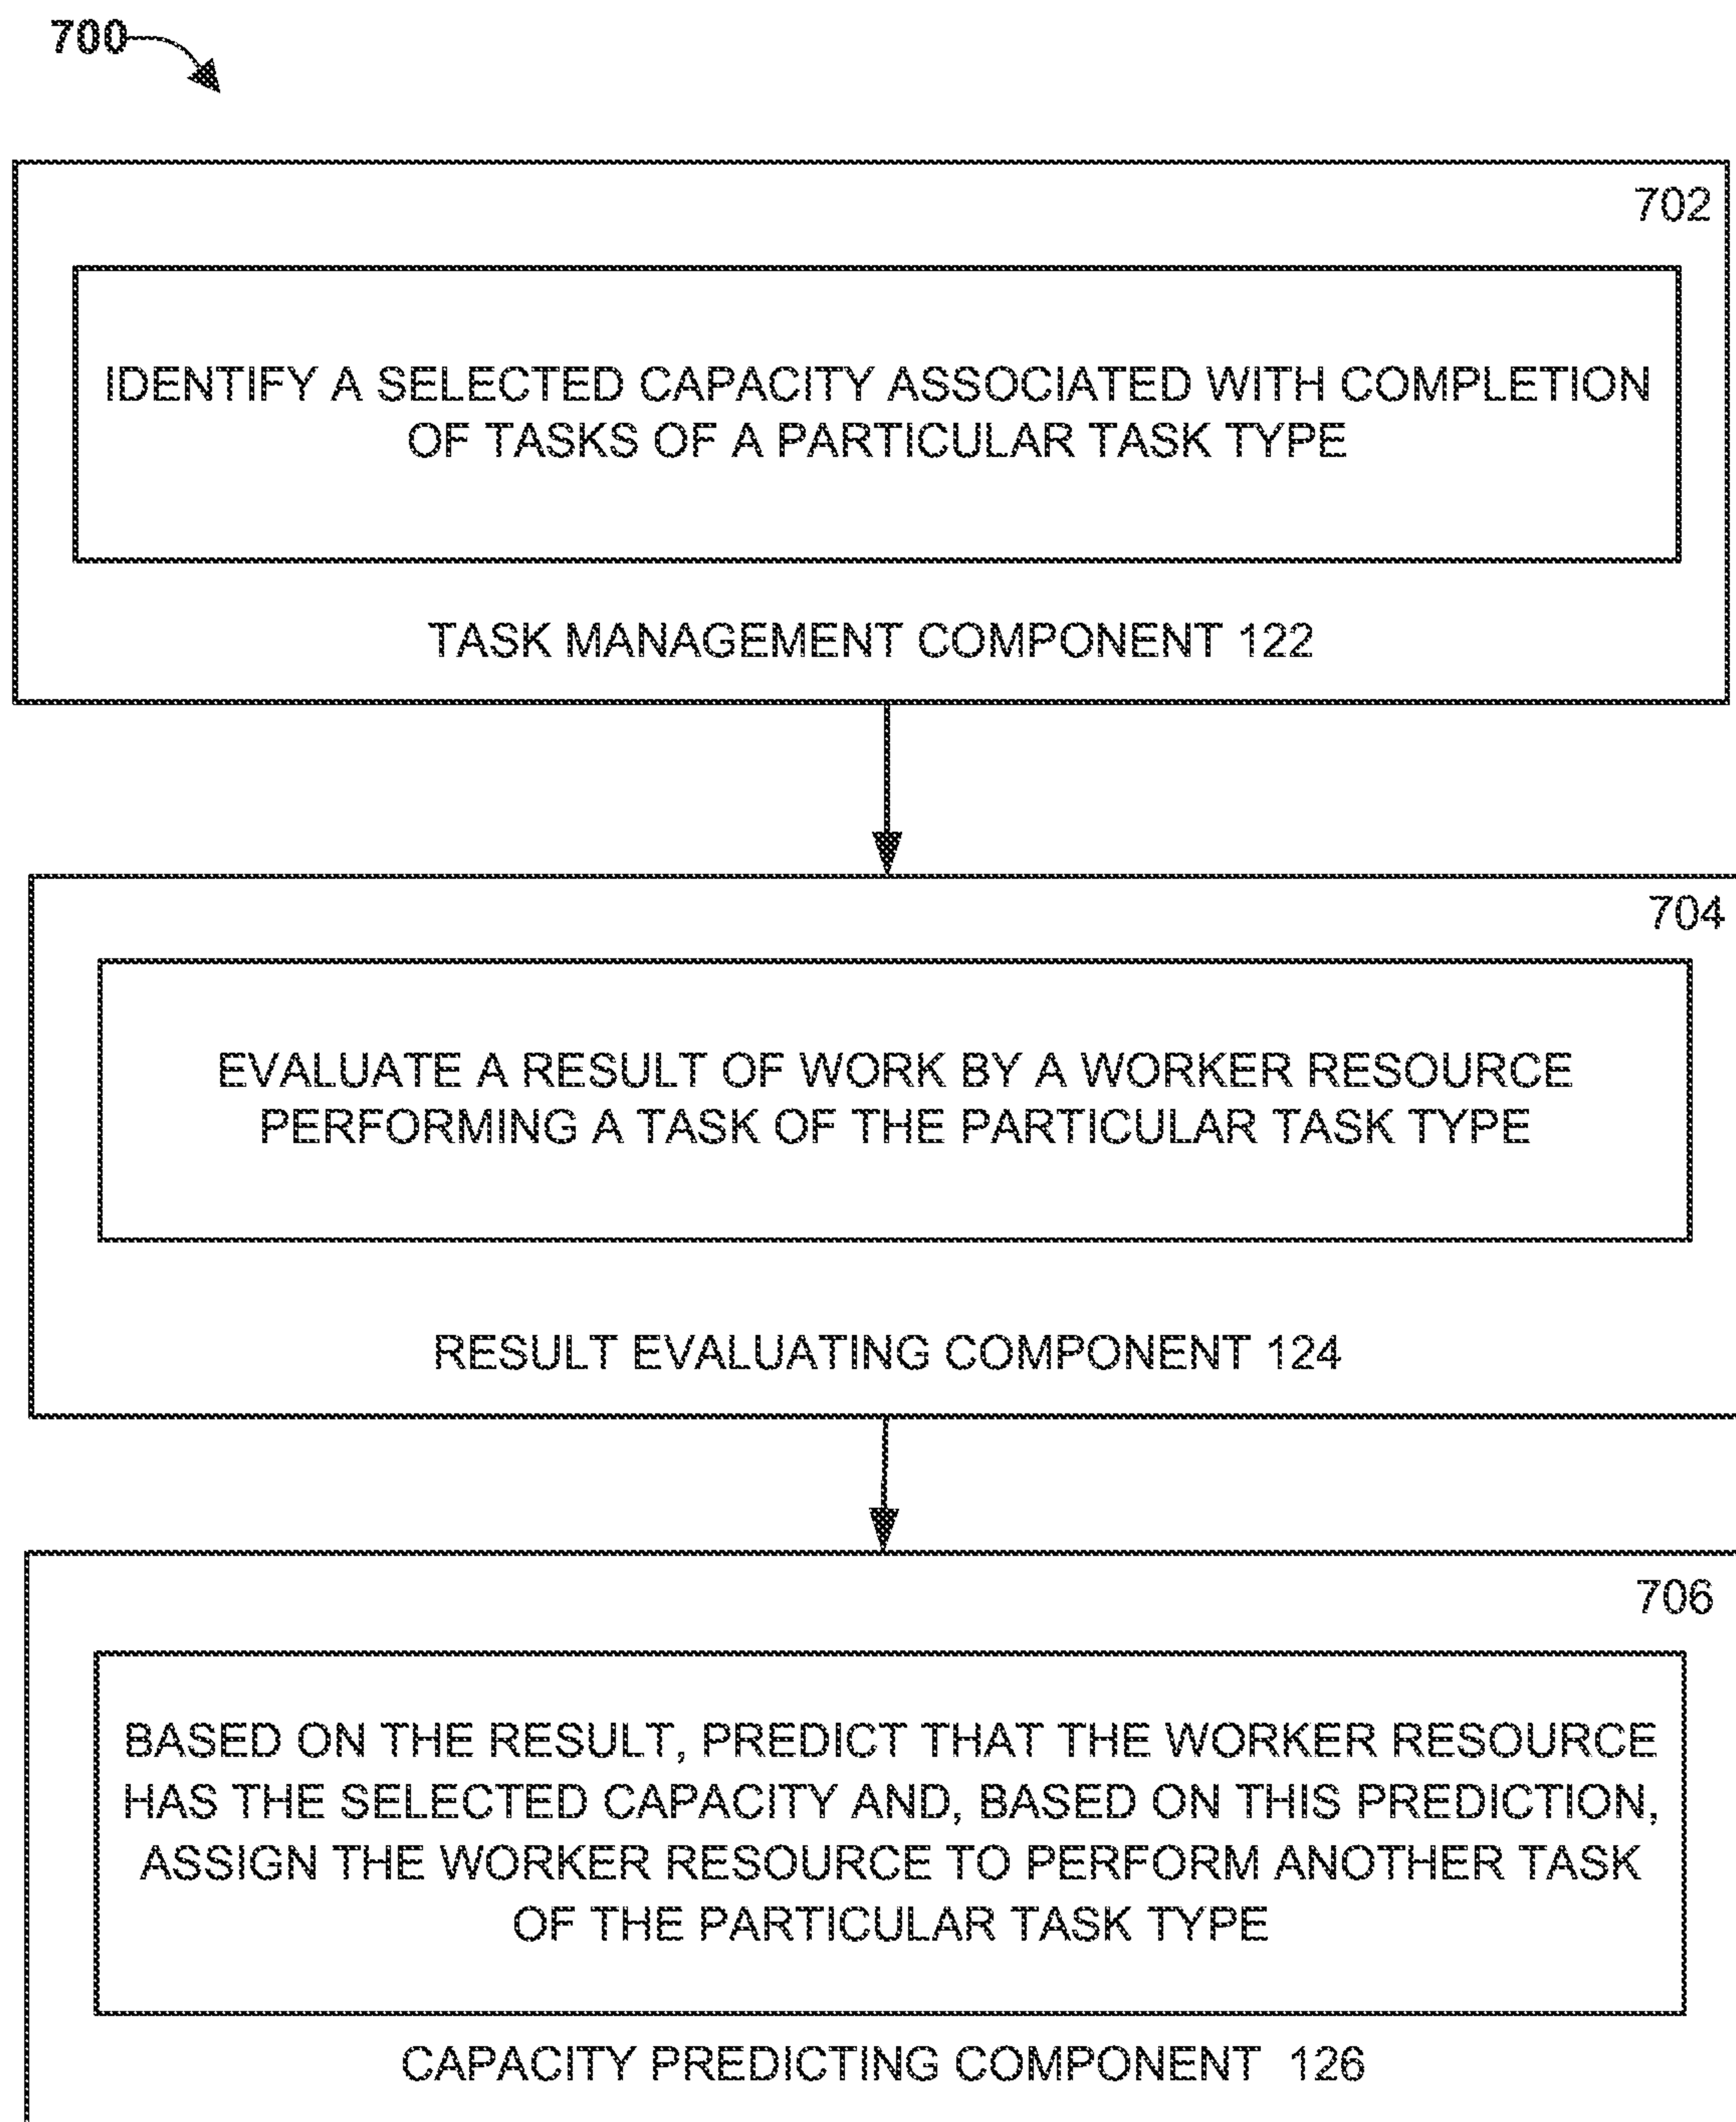 700
702
IDENTIFY A SELECTED CAPACITY ASSOCIATED WITH COMPLETION
OF TASKS OF A PARTICULAR TASK TYPE
TASK MANAGEMENT COMPONENT 122
704
EVALUATE A RESULT OF WORK BY A WORKER RESOURCE
PERFORMING A TASK OF THE PARTICULAR TASK TYPE
RESULT EVALUATING COMPONENT 124
706
BASED ON THE RESULT, PREDICT THAT THE WORKER RESOURCE
HAS THE SELECTED CAPACITY AND, BASED ON THIS PREDICTION,
ASSIGN THE WORKER RESOURCE TO PERFORM ANOTHER TASK
OF THE PARTICULAR TASK TYPE
CAPACITY PREDICTING COMPONENT 126